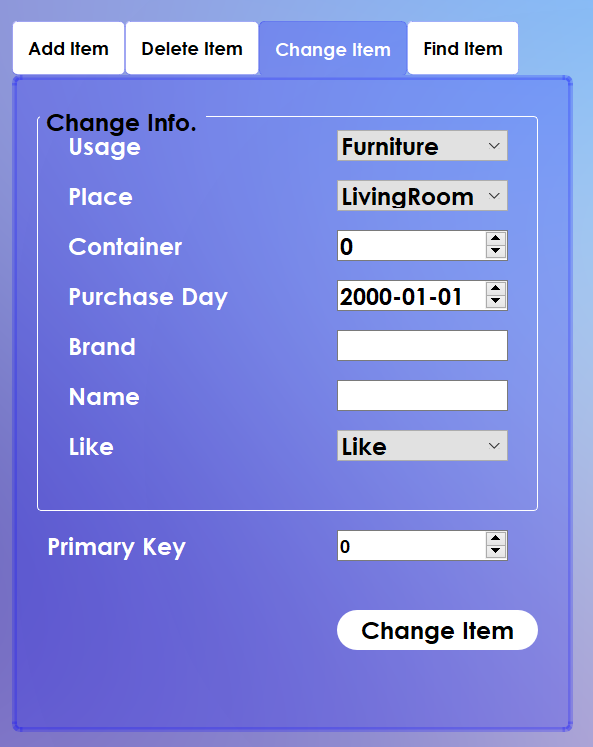 Add Item Delete Item Change Item Find Item
Change Info.
Usage Furniture
Place LivingRoom
Container 0
Purchase Day 2000-01-01
Brand
Name
Like Like
Primary Key 0
Change Item